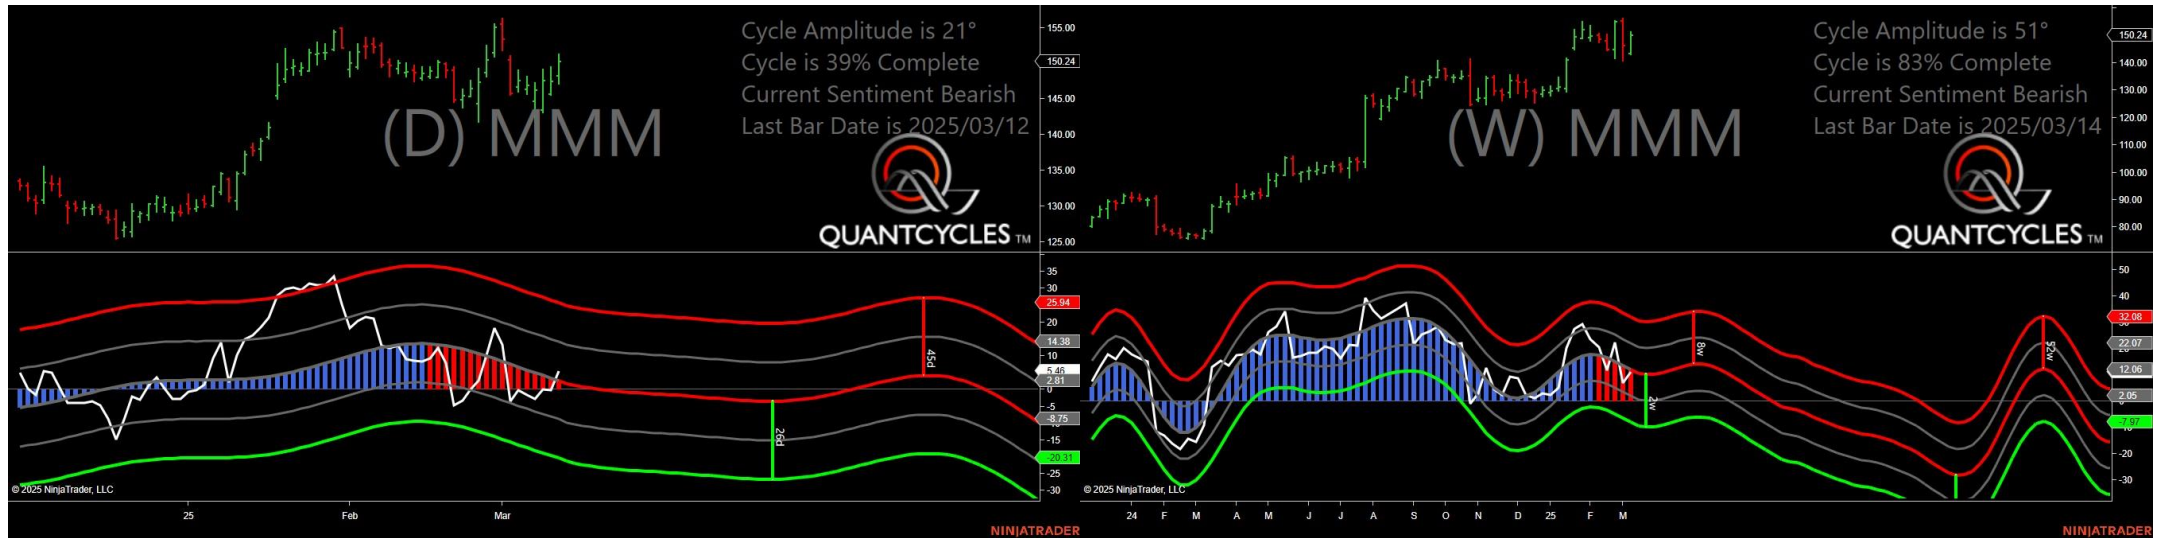 Cycle Amplitude is 21°
Cycle is 39% Complete
Current Sentiment Bearish
Last Bar Date is 2025/03/12
(D) MMM
QUANTCYCLES TM
155.00
150.24
145.00
140.00
135.00
130.00
125.00
35
30
25.94
20
14.38
10
5.46
2.81
0
-5
-8.75
-15
-20.31
-25
-30
45d
26d
© 2025 NinjaTrader, LLC
25
Feb
Mar
NINJATRADER
Cycle Amplitude is 51°
Cycle is 83% Complete
Current Sentiment Bearish
Last Bar Date is 2025/03/14
(W) MMM
QUANTCYCLES TM
150.24
140.00
130.00
120.00
110.00
100.00
90.00
80.00
50
40
32.08
22.07
12.06
2.05
-7.97
-20
-30
8w
2w
52w
© 2025 NinjaTrader, LLC
24 F M A M J J A S O N D 25 F M
NINJATRADER